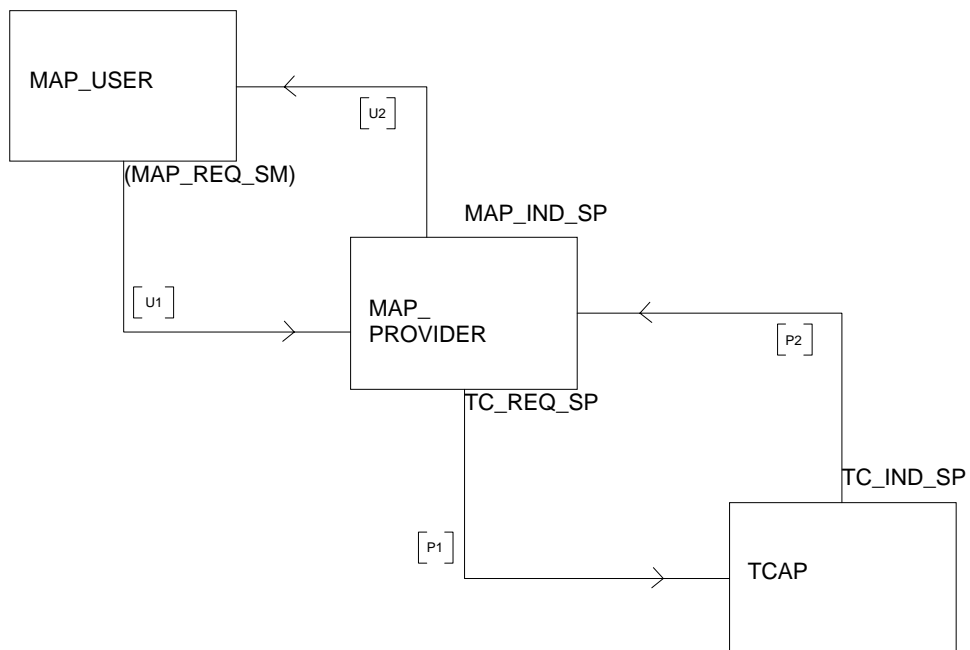 MAP_USER
[U2]
(MAP_REQ_SM)
MAP_IND_SP
[U1]
MAP_
PROVIDER
[P2]
TC_REQ_SP
TC_IND_SP
[P1]
TCAP